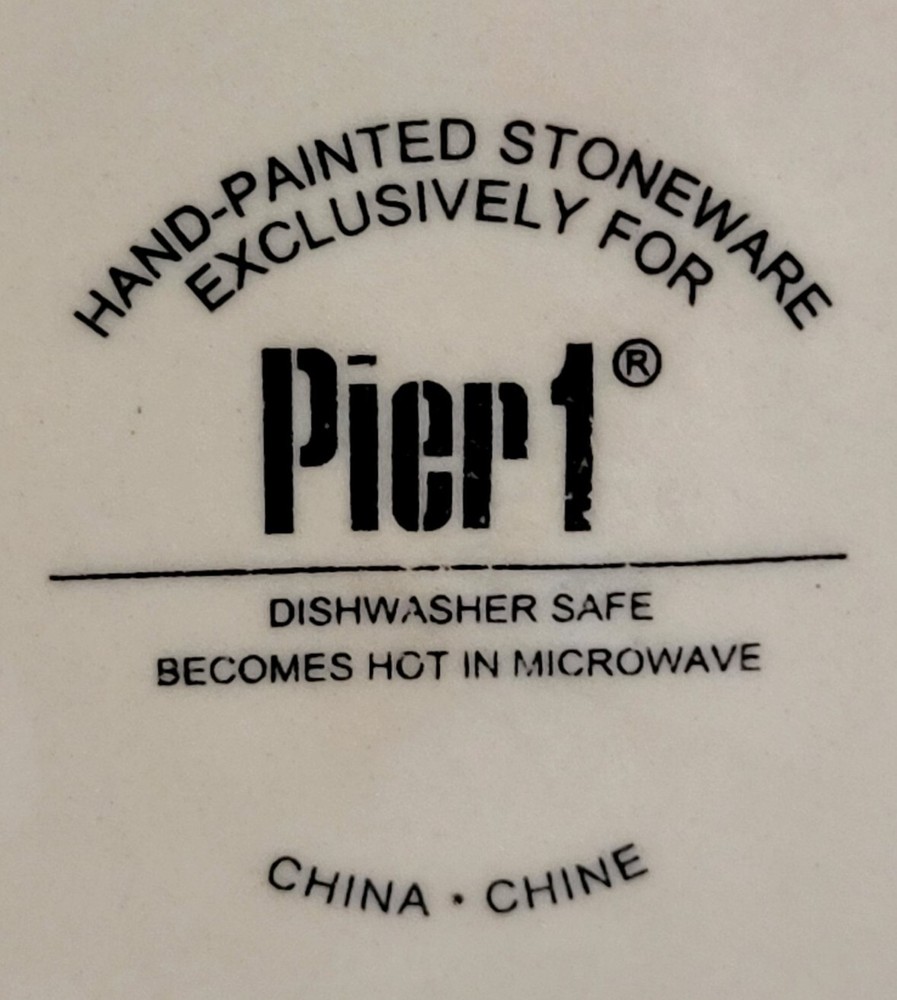 HAND-PAINTED STONEWARE
EXCLUSIVELY FOR
Pier 1®
DISHWASHER SAFE
BECOMES HOT IN MICROWAVE
CHINA · CHINE